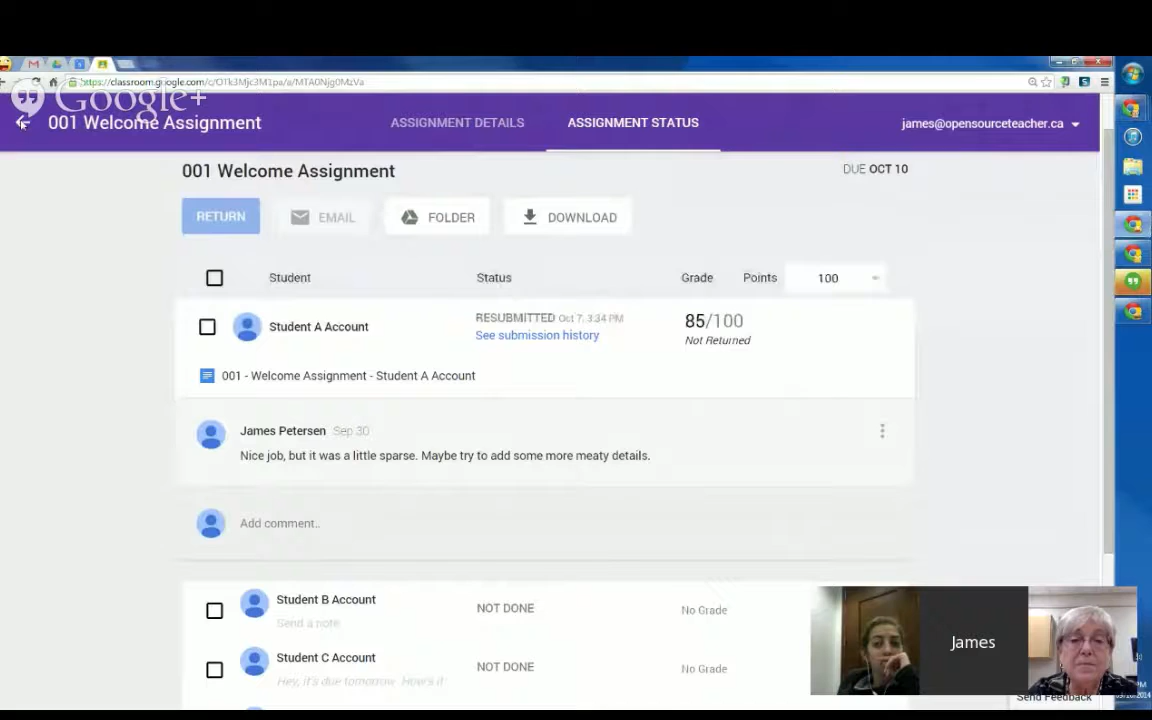 https://classroom.google.com/c/
Google+
001 Welcome Assignment
ASSIGNMENT DETAILS
ASSIGNMENT STATUS
james@opensourceteacher.ca
001 Welcome Assignment
DUE OCT 10
RETURN
EMAIL
FOLDER
DOWNLOAD
Student
Status
Grade
Points
100
Student A Account
RESUBMITTED Oct 7, 3:34 PM
85/100
See submission history
Not Returned
001 - Welcome Assignment - Student A Account
James Petersen Sep 30
Nice job, but it was a little sparse. Maybe try to add some more meaty details.
Add comment..
Student B Account
NOT DONE
No Grade
Send a note
Student C Account
NOT DONE
No Grade
Hey, it's due tomorrow. How's it
James
Send Feedback